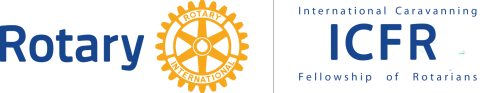 Rotary
ROTARY
INTERNATIONAL
International Caravanning
ICFR
Fellowship of Rotarians